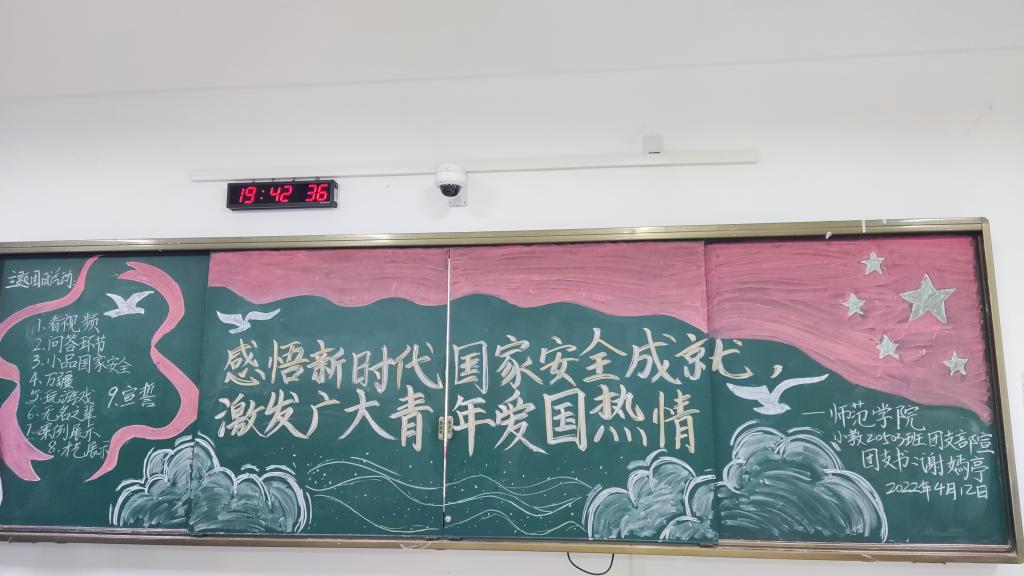 19:42 36
主题团日活动:
1.看视频
2.问答环节
3.小品国家安全
4.万疆
5.玩游戏
6.无名之辈
7.案例展示
8.才艺展示
9.宣誓
感悟新时代国家安全成就，
激发广大青年爱国热情
—师范学院
小教2005班团支部宣
团支书:谢嫣亭
2022年4月12日